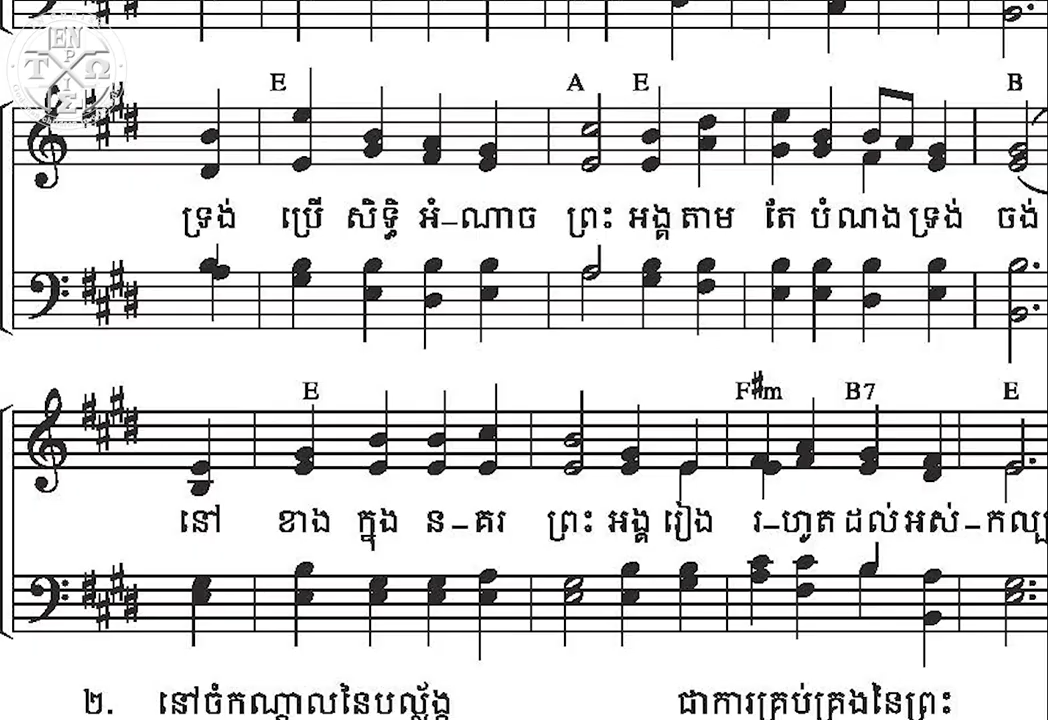 E A E B
ទ្រង់ ប្រើ សិទ្ធិ អំ–ណាច ព្រះ អង្គ តាម តែ បំណង ទ្រង់ ចង់
E F#m B7 E
នៅ ខាង ក្នុង ន–គរ ព្រះ អង្គ រៀង រ–ហូត ដល់ អស់–កល្ប
២. នៅចំកណ្ដាលនៃបល្ល័ង្ក ជាការគ្រប់គ្រងនៃព្រះ